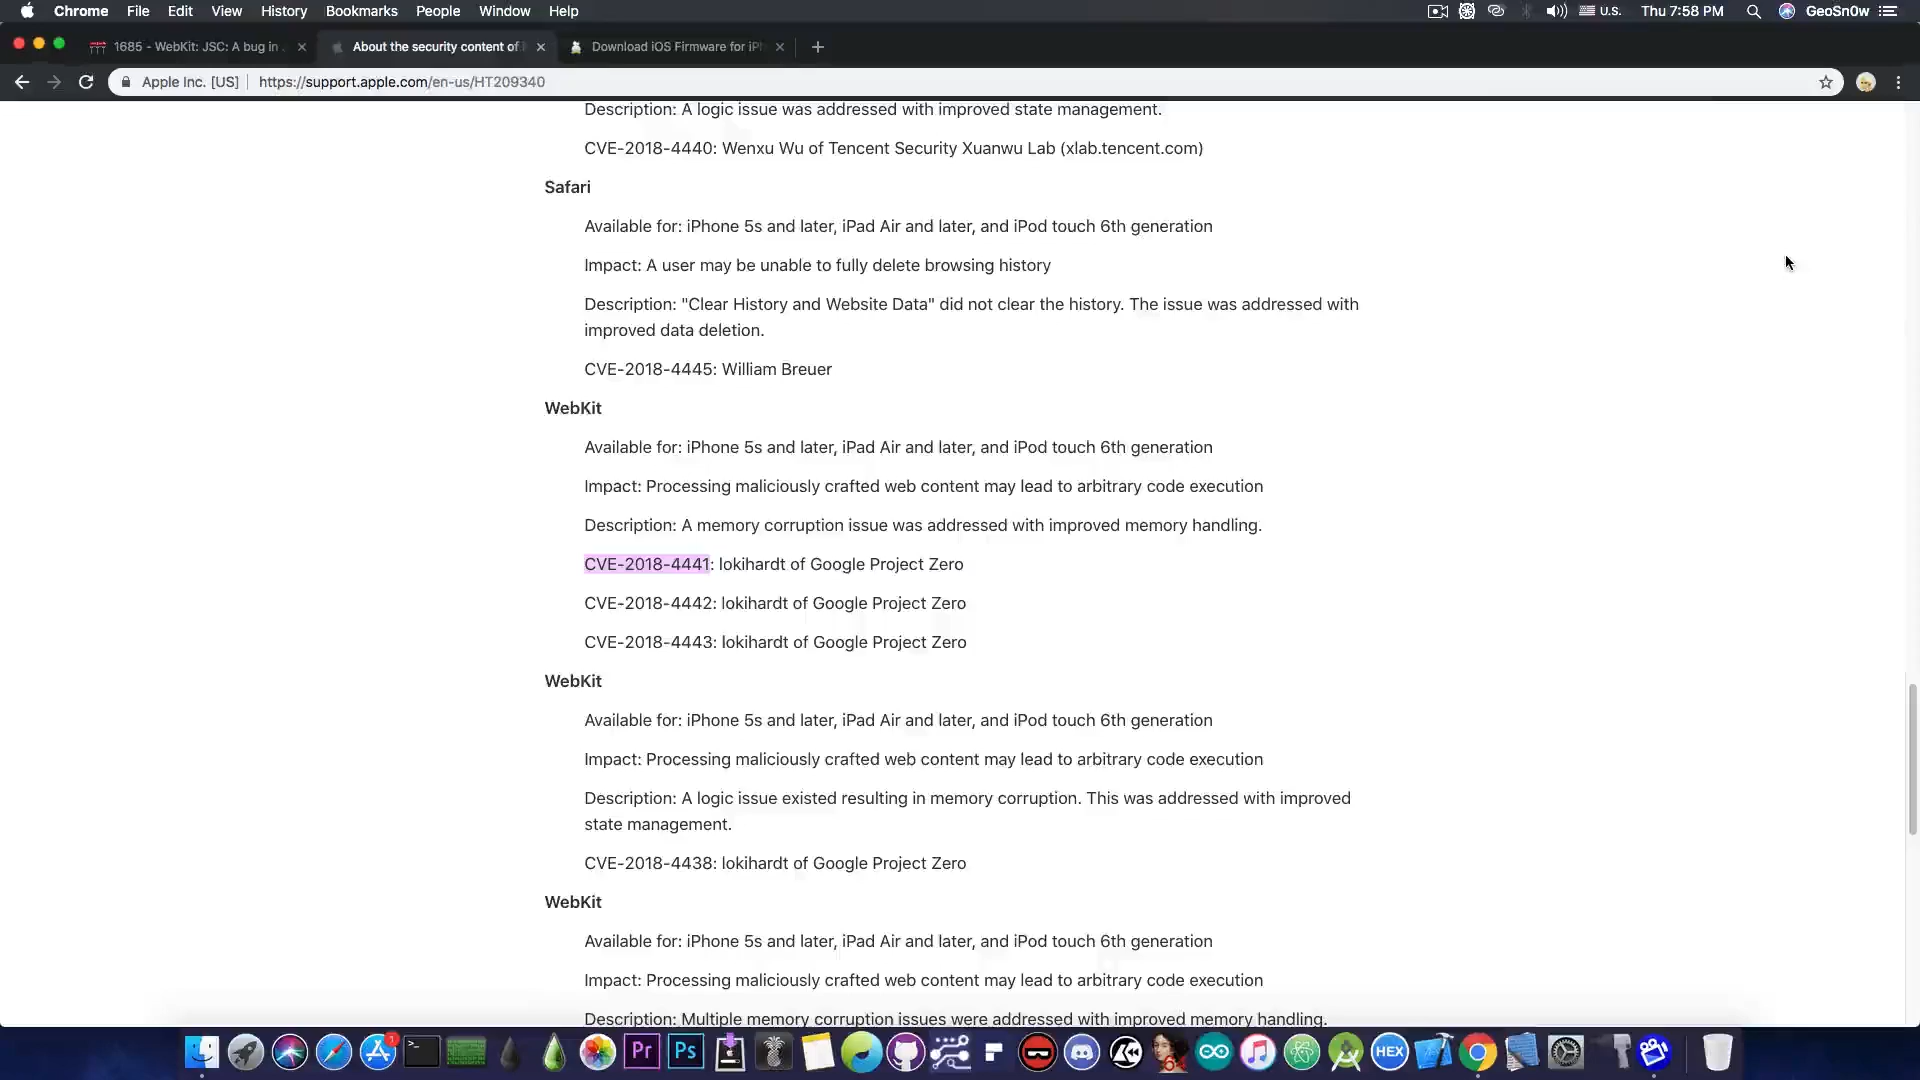 Chrome File Edit View History Bookmarks People Window Help U.S. Thu 7:58 PM GeoSn0w
1685 - WebKit: JSC: A bug in About the security content of Download iOS Firmware for iPh
Apple Inc. [US] https://support.apple.com/en-us/HT209340
Description: A logic issue was addressed with improved state management.
CVE-2018-4440: Wenxu Wu of Tencent Security Xuanwu Lab (xlab.tencent.com)
Safari
Available for: iPhone 5s and later, iPad Air and later, and iPod touch 6th generation
Impact: A user may be unable to fully delete browsing history
Description: "Clear History and Website Data" did not clear the history. The issue was addressed with
improved data deletion.
CVE-2018-4445: William Breuer
WebKit
Available for: iPhone 5s and later, iPad Air and later, and iPod touch 6th generation
Impact: Processing maliciously crafted web content may lead to arbitrary code execution
Description: A memory corruption issue was addressed with improved memory handling.
CVE-2018-4441: lokihardt of Google Project Zero
CVE-2018-4442: lokihardt of Google Project Zero
CVE-2018-4443: lokihardt of Google Project Zero
WebKit
Available for: iPhone 5s and later, iPad Air and later, and iPod touch 6th generation
Impact: Processing maliciously crafted web content may lead to arbitrary code execution
Description: A logic issue existed resulting in memory corruption. This was addressed with improved
state management.
CVE-2018-4438: lokihardt of Google Project Zero
WebKit
Available for: iPhone 5s and later, iPad Air and later, and iPod touch 6th generation
Impact: Processing maliciously crafted web content may lead to arbitrary code execution
Description: Multiple memory corruption issues were addressed with improved memory handling.
Pr Ps HEX